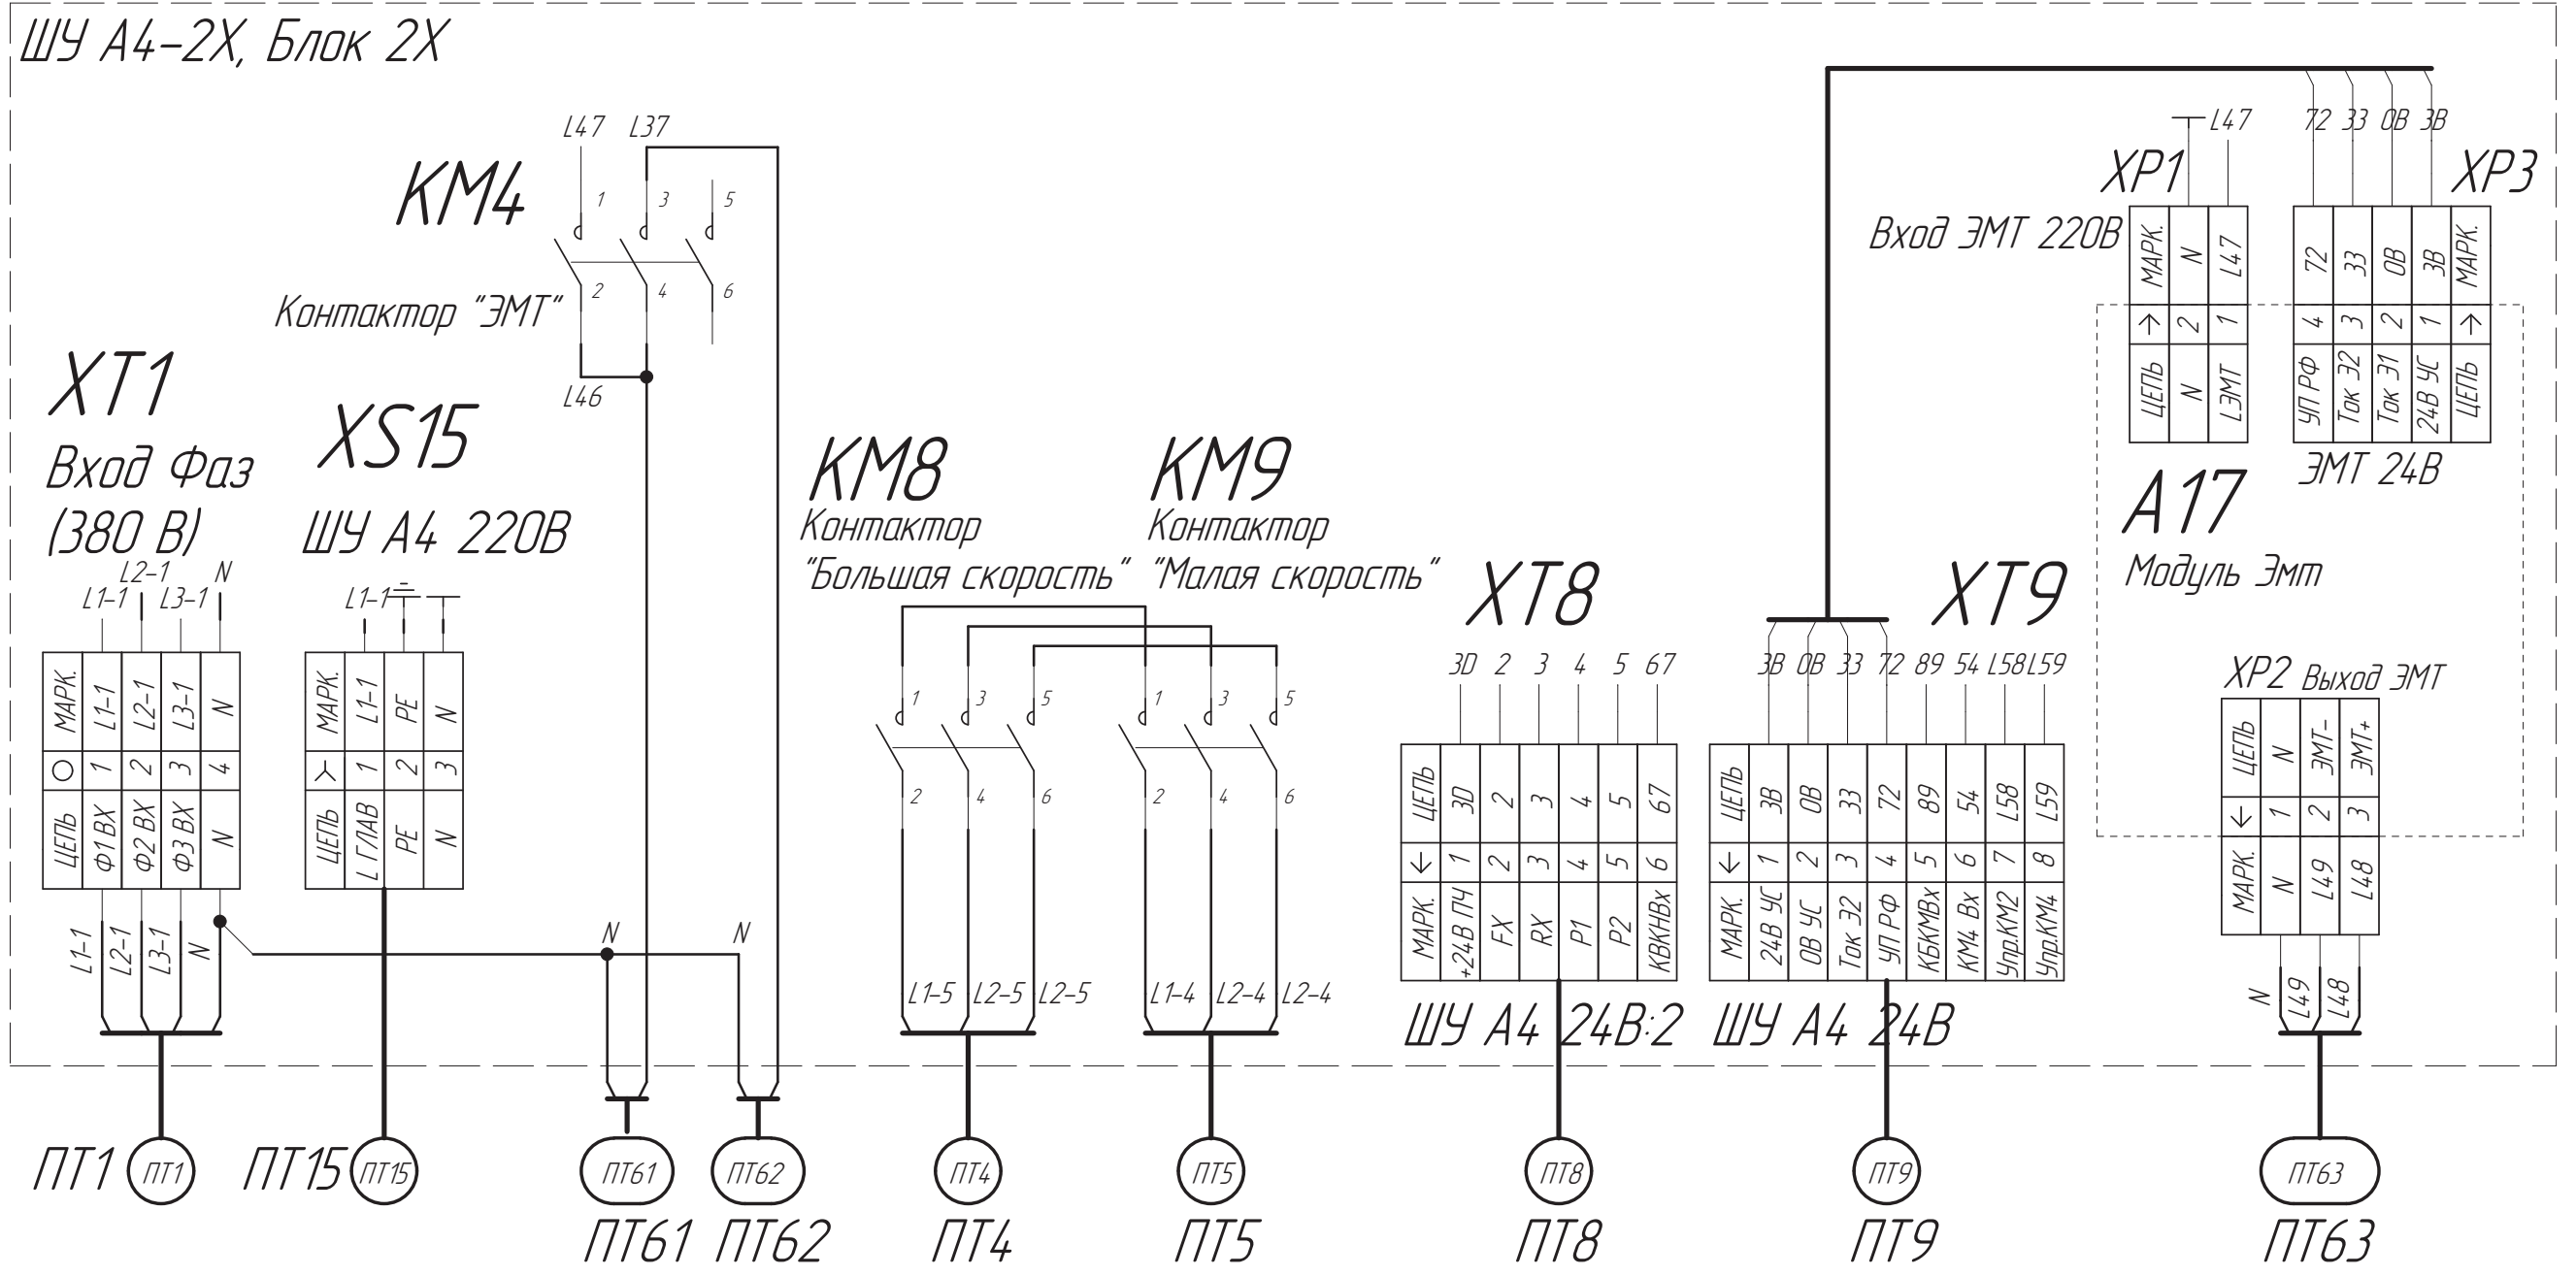 ШУ А4-2Х, Блок 2Х
L47 L37
КМ4
1 3 5
2 4 6
Контактор "ЭМТ"
L46
ХТ1
Вход Фаз
(380 В)
L2-1 N
L1-1 L3-1
МАРК. L1-1 L2-1 L3-1 N
1 2 3 4
ЦЕПЬ Ф1 ВХ Ф2 ВХ Ф3 ВХ N
L1-1 L2-1 L3-1 N
XS15
ШУ А4 220В
L1-1
МАРК. L1-1 PE N
1 2 3
ЦЕПЬ L ГЛАВ PE N
N N
КМ8
Контактор
"Большая скорость"
1 3 5
2 4 6
L1-5 L2-5 L2-5
КМ9
Контактор
"Малая скорость"
1 3 5
2 4 6
L1-4 L2-4 L2-4
ХТ8
3D 2 3 4 5 67
ЦЕПЬ 3D 2 3 4 5 67
1 2 3 4 5 6
МАРК. +24В ПЧ FX RX P1 P2 КВКНВх
ШУ А4 24В:2
ХТ9
3В 0В 33 72 89 54 L58 L59
ЦЕПЬ 3В 0В 33 72 89 54 L58 L59
1 2 3 4 5 6 7 8
МАРК. 24В УС 0В УС Ток Э2 УП РФ КБКМВх КМ4 Вх Упр.КМ2 Упр.КМ4
ШУ А4 24В
L47
ХР1
Вход ЭМТ 220В
МАРК. N L47
2 1
ЦЕПЬ N LЭМТ
72 33 0В 3В
ХР3
72 33 0В 3В МАРК.
4 3 2 1
УП РФ Ток Э2 Ток Э1 24В УС ЦЕПЬ
ЭМТ 24В
А17
Модуль Эмт
ХР2 Выход ЭМТ
ЦЕПЬ N ЭМТ- ЭМТ+
1 2 3
МАРК. N L49 L48
N L49 L48
ПТ1 ПТ1 ПТ15 ПТ15 ПТ61 ПТ62 ПТ4 ПТ5 ПТ8 ПТ9 ПТ63
ПТ61 ПТ62 ПТ4 ПТ5 ПТ8 ПТ9 ПТ63